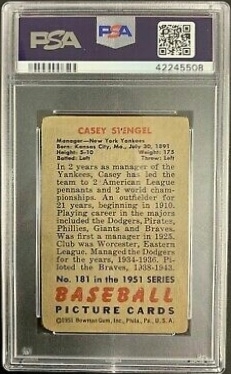 PSA
PSA
42245508
CASEY STENGEL
Manager—New York Yankees
Born: Kansas City, Mo., July 30, 1891
Height: 5-10 Weight: 175
Batted: Left Threw: Left
In 2 years as manager of the
Yankees, Casey has led the
team to 2 American League
pennants and 2 world cham-
pionships. An outfielder for
21 years, beginning in 1910.
Playing career in the majors
included the Dodgers, Pirates,
Phillies, Giants and Braves.
Was first a manager in 1925.
Club was Worcester, Eastern
League. Managed the Dodgers
for the years, 1934-1936. Pi-
loted the Braves, 1938-1943.
No. 181 in the 1951 SERIES
BASEBALL
PICTURE CARDS
©1951 Bowman Gum, Inc., Phila., Pa., U. S. A.